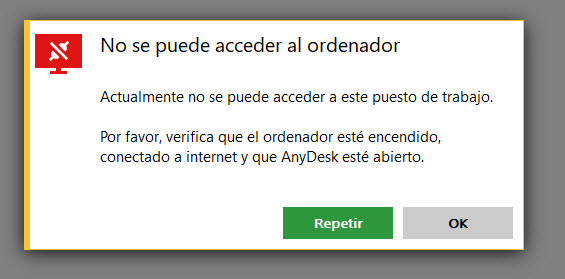 No se puede acceder al ordenador
Actualmente no se puede acceder a este puesto de trabajo.
Por favor, verifica que el ordenador esté encendido,
conectado a internet y que AnyDesk esté abierto.
Repetir
OK